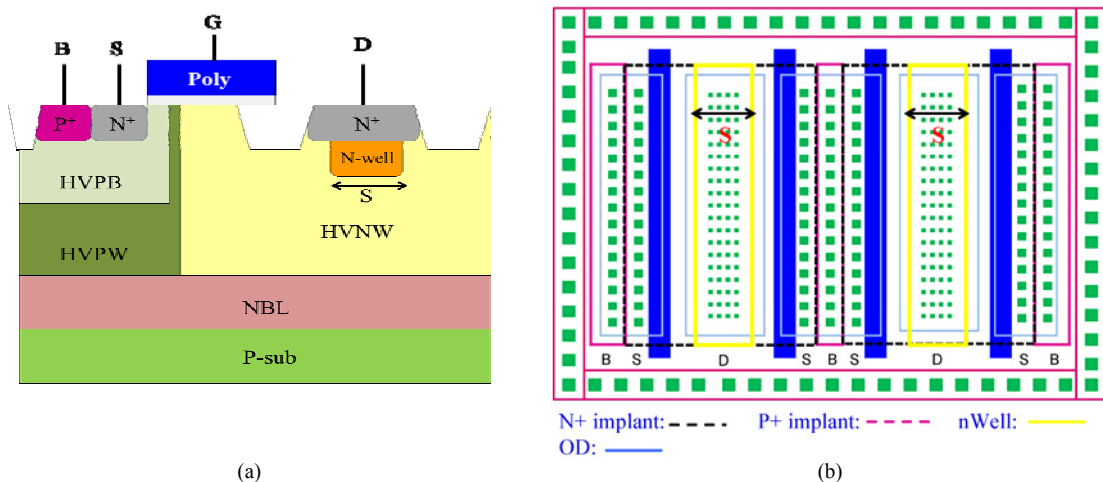 G
B S D
Poly
P+ N+ N+
N-well
HVPB
S
HVNW
HVPW
NBL
P-sub
(a)
S S
B S D S B S D S B
N+ implant: P+ implant: nWell:
OD:
(b)